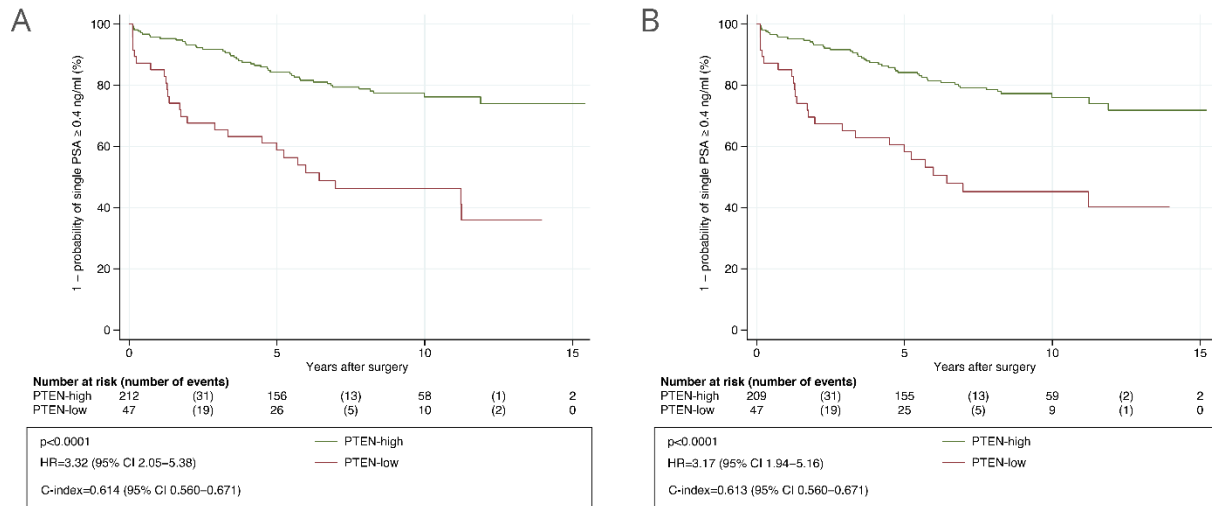 A
100
80
60
40
20
0
1 – probability of single PSA ≥ 0.4 ng/ml (%)
0 5 10 15
Years after surgery
Number at risk (number of events)
PTEN-high 212 (31) 156 (13) 58 (1) 2
PTEN-low 47 (19) 26 (5) 10 (2) 0
p<0.0001
HR=3.32 (95% CI 2.05–5.38)
C-index=0.614 (95% CI 0.560–0.671)
PTEN-high
PTEN-low
B
100
80
60
40
20
0
1 – probability of single PSA ≥ 0.4 ng/ml (%)
0 5 10 15
Years after surgery
Number at risk (number of events)
PTEN-high 209 (31) 155 (13) 59 (2) 2
PTEN-low 47 (19) 25 (5) 9 (1) 0
p<0.0001
HR=3.17 (95% CI 1.94–5.16)
C-index=0.613 (95% CI 0.560–0.671)
PTEN-high
PTEN-low